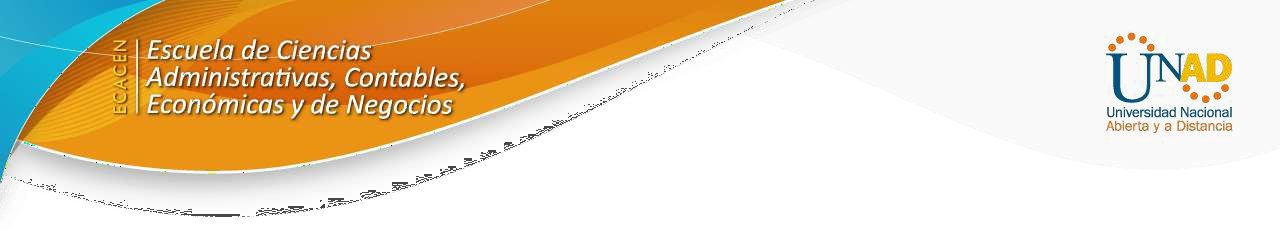 ECACEN
Escuela de Ciencias
Administrativas, Contables,
Económicas y de Negocios
UNAD
Universidad Nacional
Abierta y a Distancia